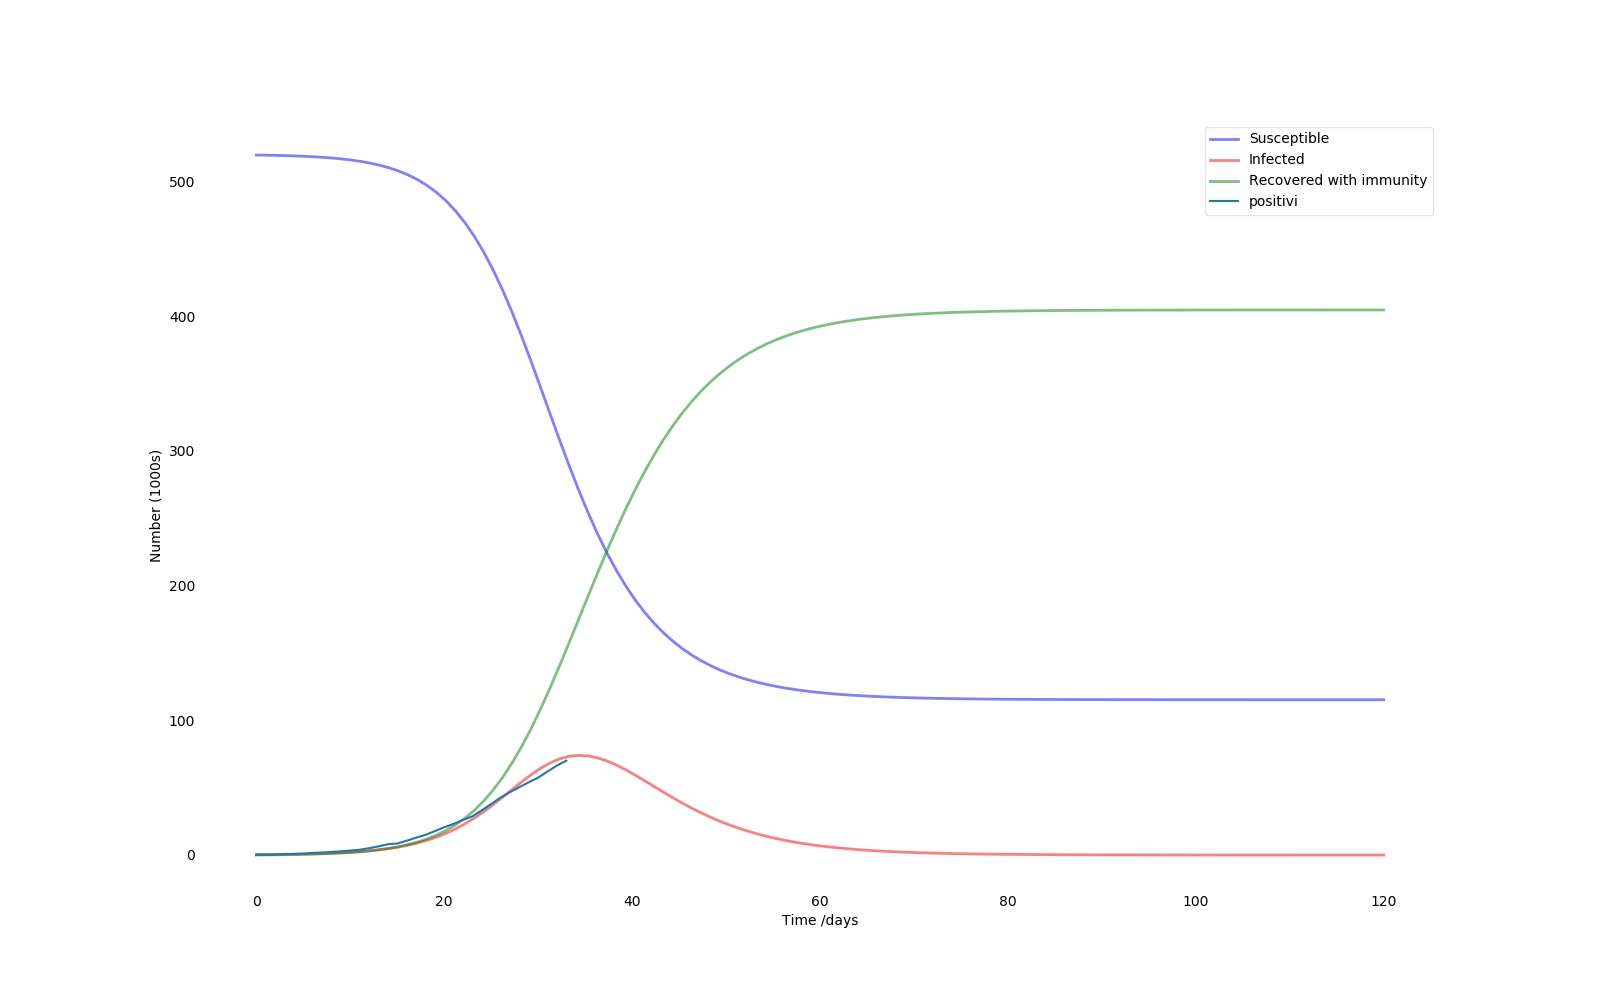 Susceptible
Infected
Recovered with immunity
positivi
500
400
300
200
100
0
Number (1000s)
0 20 40 60 80 100 120
Time /days